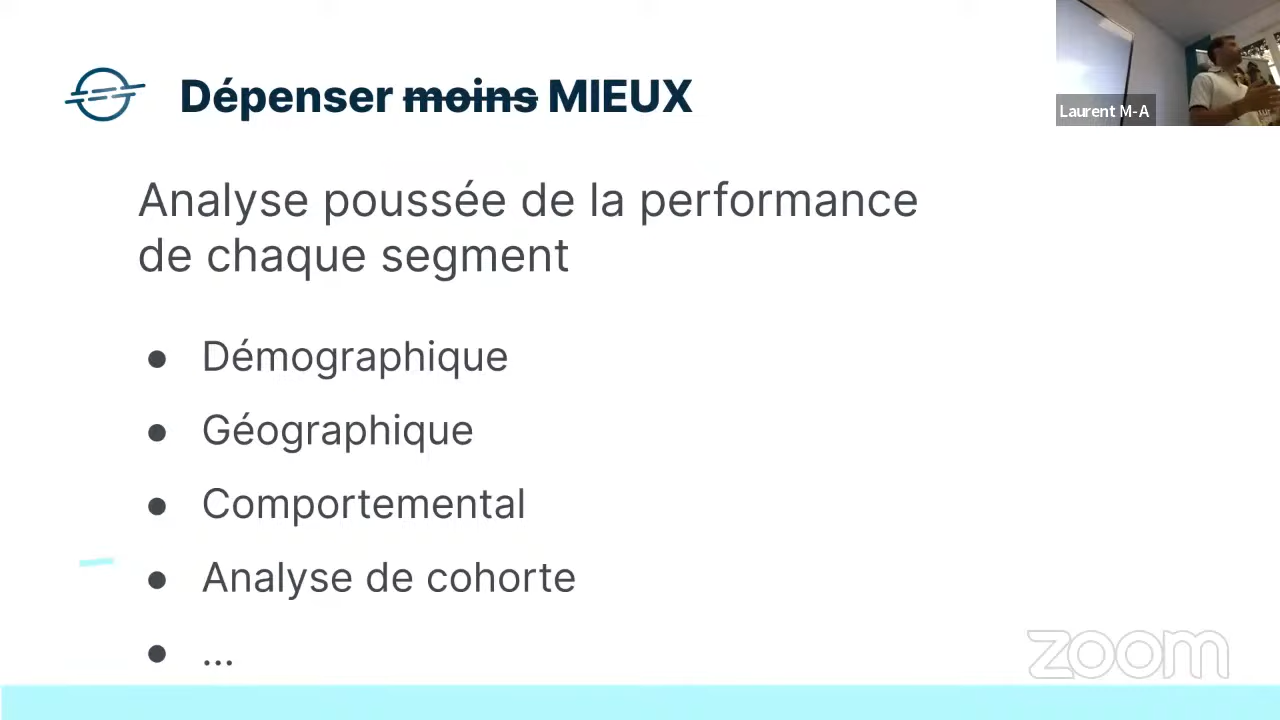 Dépenser moins MIEUX
Laurent M-A
Analyse poussée de la performance
de chaque segment
● Démographique
● Géographique
● Comportemental
● Analyse de cohorte
● ...
zoom